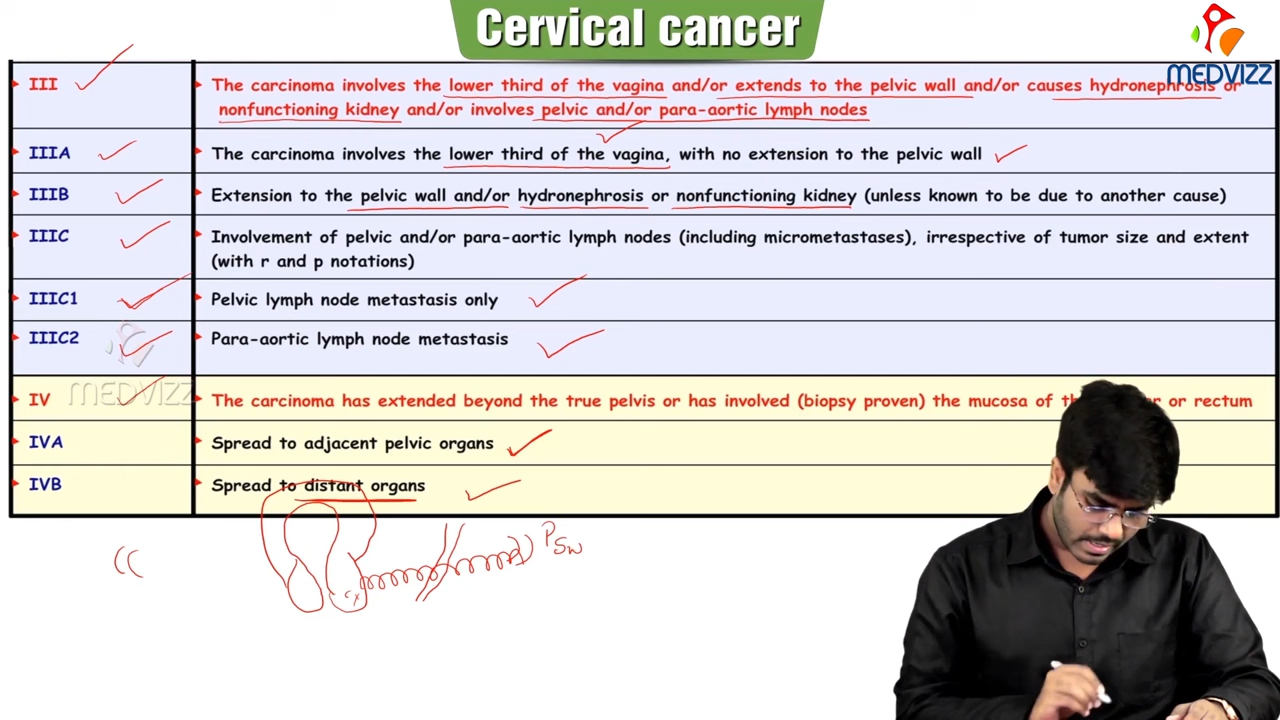 Cervical cancer
MEDVIZZ
III The carcinoma involves the lower third of the vagina and/or extends to the pelvic wall and/or causes hydronephrosis or
nonfunctioning kidney and/or involves pelvic and/or para-aortic lymph nodes
IIIA The carcinoma involves the lower third of the vagina, with no extension to the pelvic wall
IIIB Extension to the pelvic wall and/or hydronephrosis or nonfunctioning kidney (unless known to be due to another cause)
IIIC Involvement of pelvic and/or para-aortic lymph nodes (including micrometastases), irrespective of tumor size and extent
(with r and p notations)
IIIC1 Pelvic lymph node metastasis only
IIIC2 Para-aortic lymph node metastasis
MEDVIZZ
IV The carcinoma has extended beyond the true pelvis or has involved (biopsy proven) the mucosa of or rectum
IVA Spread to adjacent pelvic organs
IVB Spread to distant organs